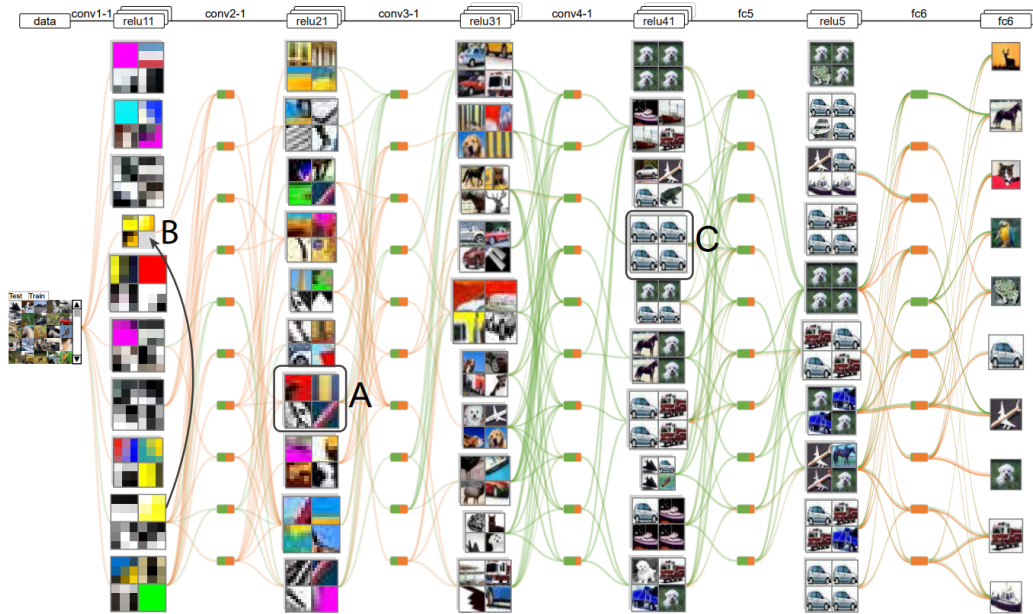 conv1-1 conv2-1 conv3-1 conv4-1 fc5 fc6
data relu11 relu21 relu31 relu41 relu5 fc6
B
C
Test Train
A